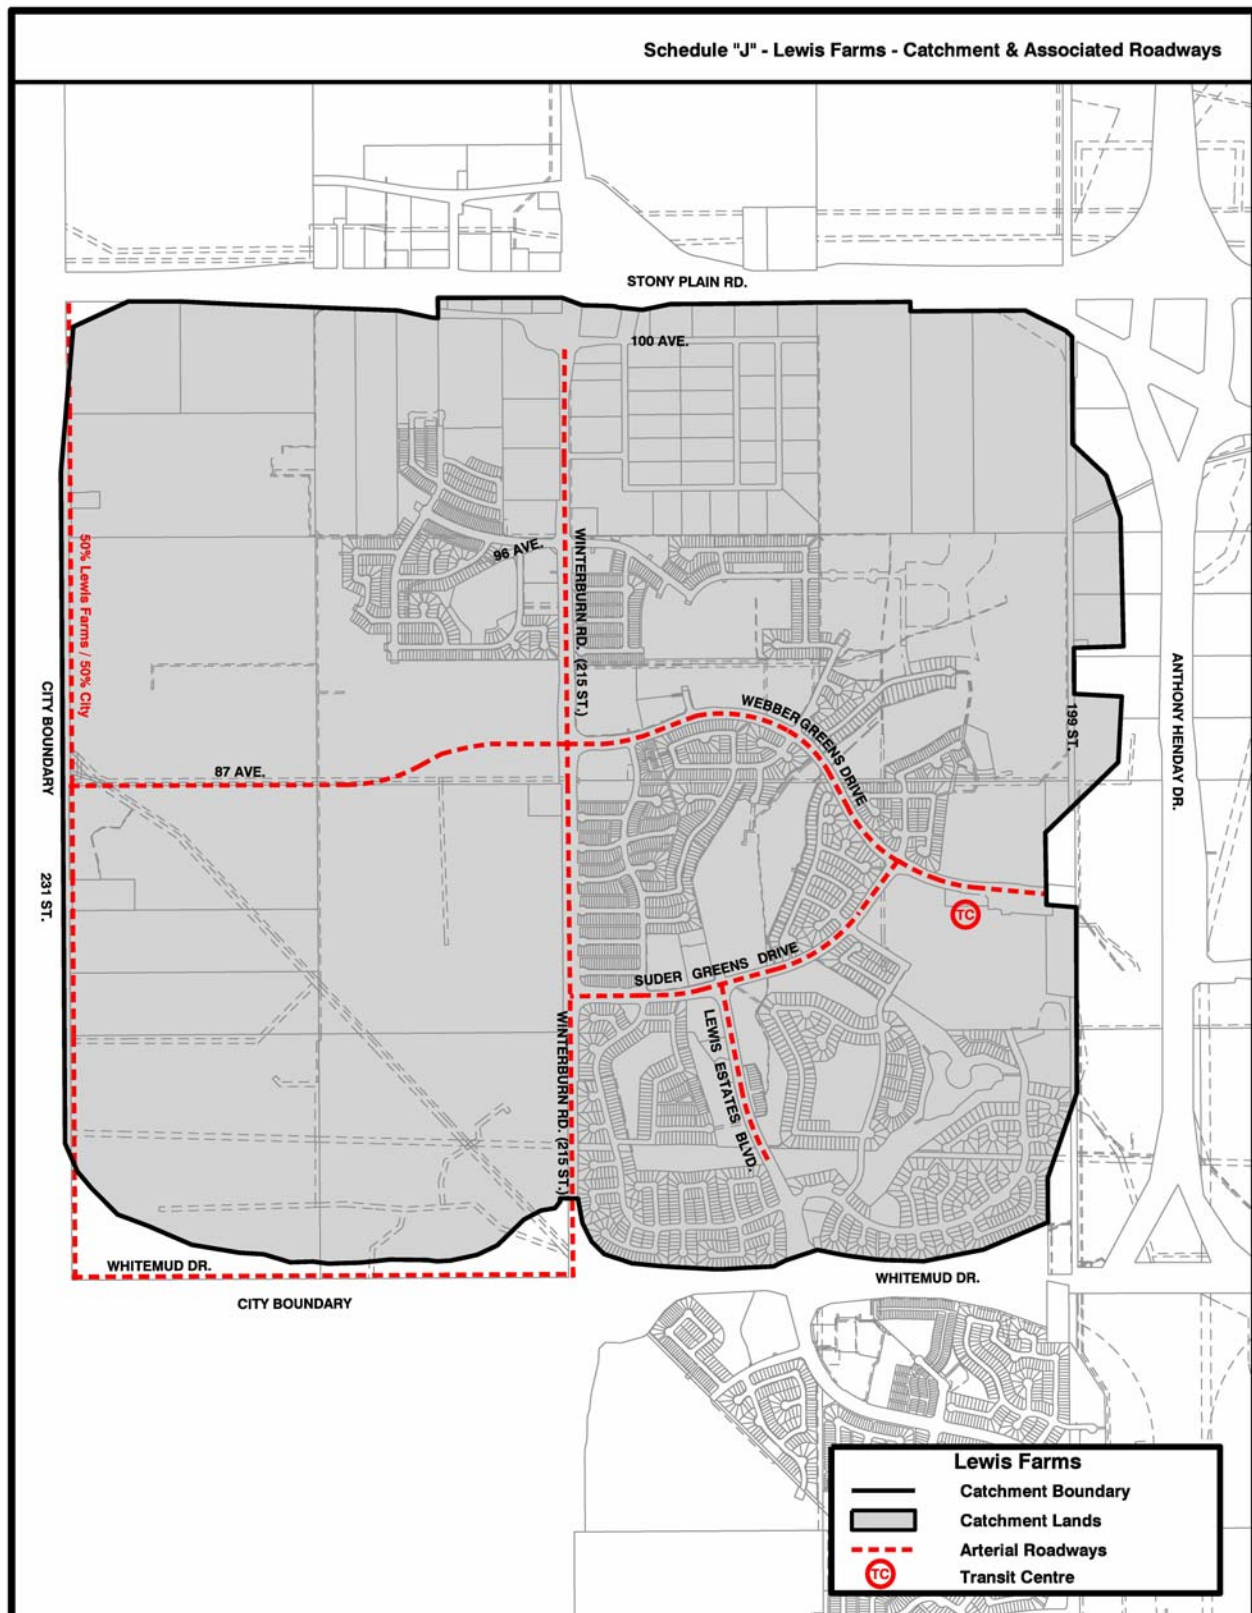 Schedule "J" - Lewis Farms - Catchment & Associated Roadways
STONY PLAIN RD.
100 AVE.
96 AVE.
WINTERBURN RD. (215 ST.)
50% Lewis Farms / 50% City
CITY BOUNDARY
231 ST.
87 AVE.
WEBBER GREENS DRIVE
199 ST.
ANTHONY HENDAY DR.
TC
SUDER GREENS DRIVE
LEWIS ESTATES BLVD.
WINTERBURN RD. (215 ST.)
WHITEMUD DR.
CITY BOUNDARY
WHITEMUD DR.
Lewis Farms
Catchment Boundary
Catchment Lands
Arterial Roadways
TC Transit Centre